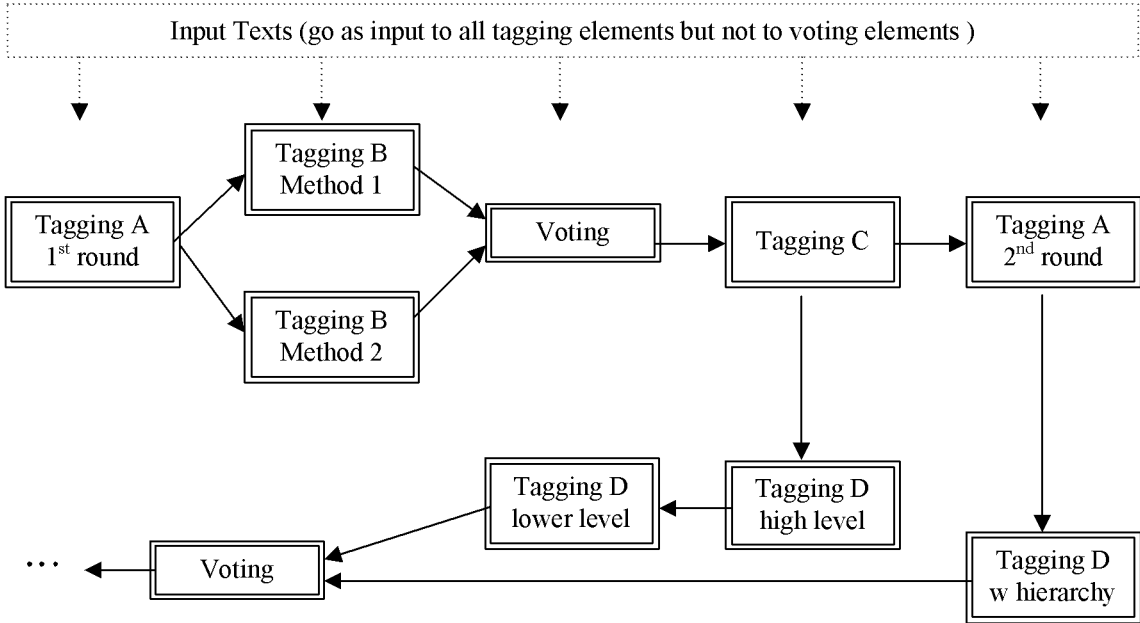 Input Texts (go as input to all tagging elements but not to voting elements )
Tagging B
Method 1
Tagging A
1st round
Voting
Tagging C
Tagging A
2nd round
Tagging B
Method 2
Tagging D
lower level
Tagging D
high level
Tagging D
w hierarchy
Voting
...